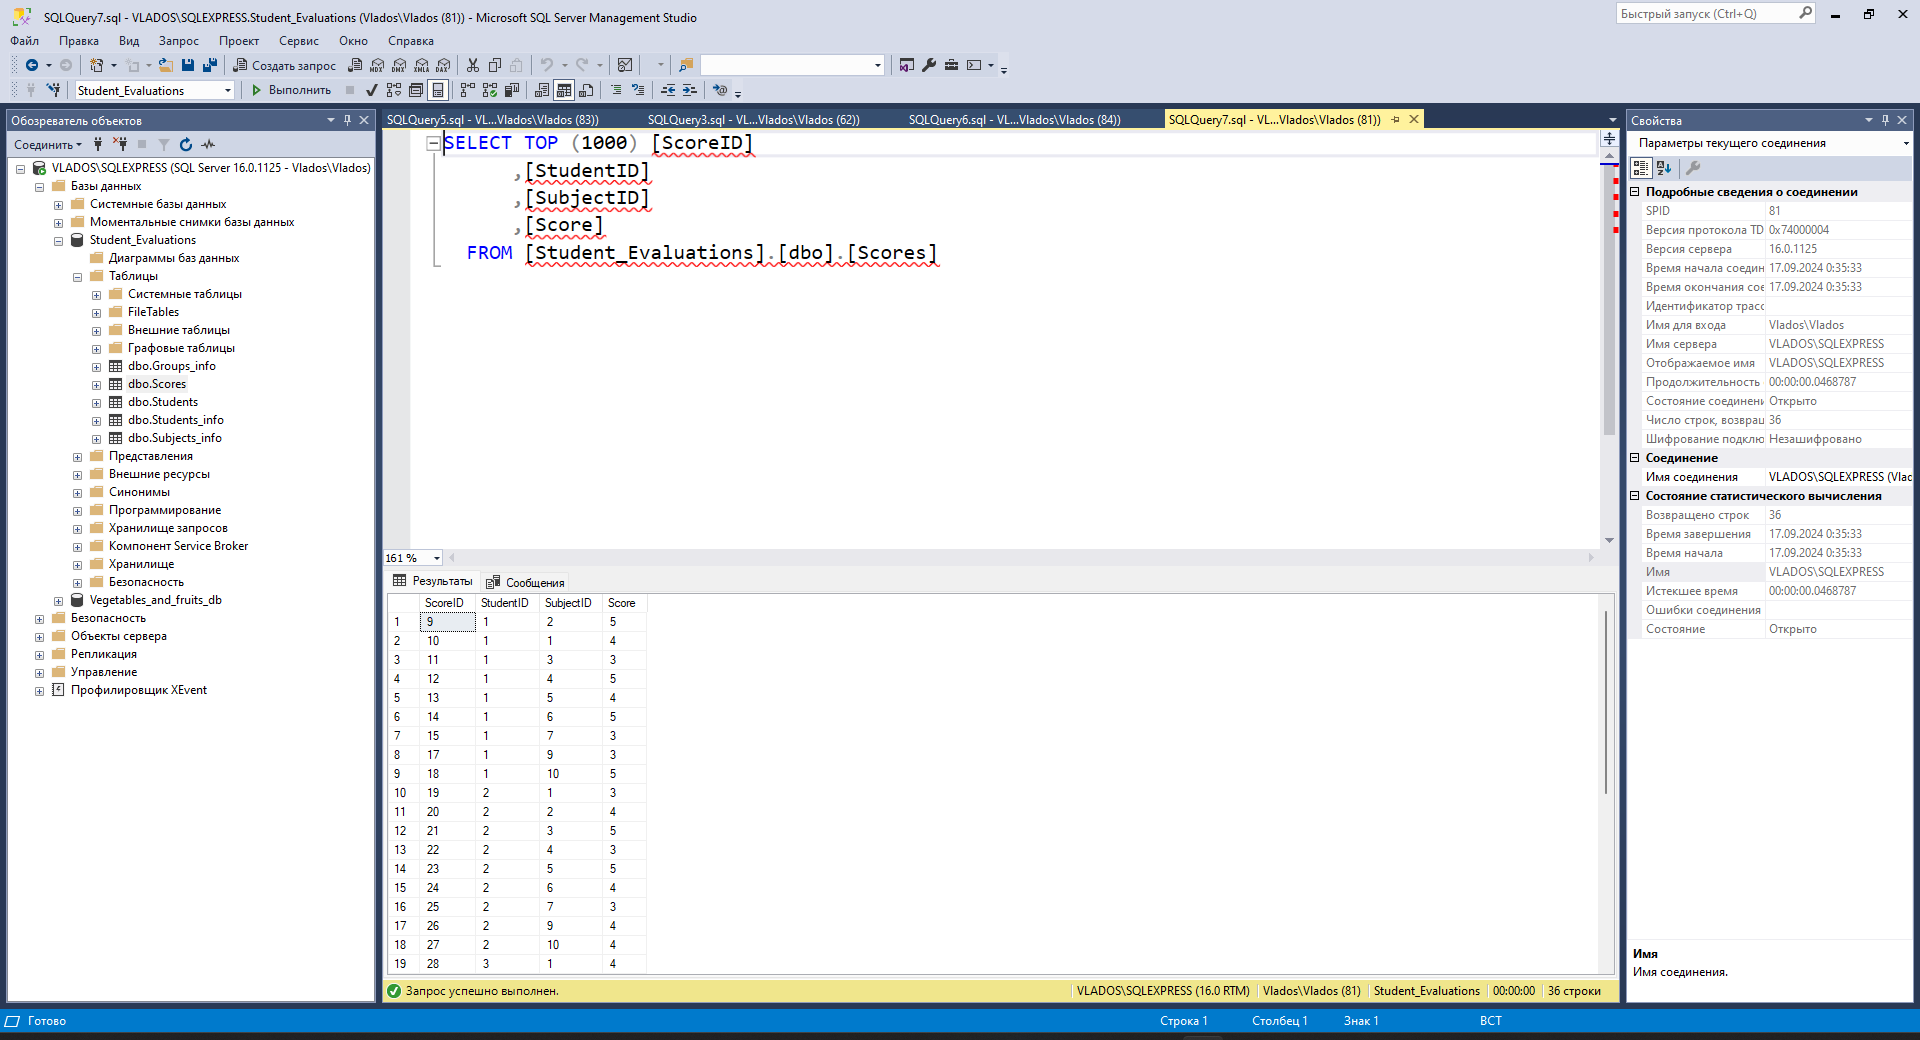 SQLQuery7.sql - VLADOS\SQLEXPRESS.Student_Evaluations (Vlados\Vlados (81)) - Microsoft SQL Server Management Studio
Быстрый запуск (Ctrl+Q)
Файл Правка Вид Запрос Проект Сервис Окно Справка
Создать запрос MDX DMX XMLA DAX
Student_Evaluations Выполнить
Обозреватель объектов
Соединить
VLADOS\SQLEXPRESS (SQL Server 16.0.1125 - Vlados\Vlados)
Базы данных
Системные базы данных
Моментальные снимки базы данных
Student_Evaluations
Диаграммы баз данных
Таблицы
Системные таблицы
FileTables
Внешние таблицы
Графовые таблицы
dbo.Groups_info
dbo.Scores
dbo.Students
dbo.Students_info
dbo.Subjects_info
Представления
Внешние ресурсы
Синонимы
Программирование
Хранилище запросов
Компонент Service Broker
Хранилище
Безопасность
Vegetables_and_fruits_db
Безопасность
Объекты сервера
Репликация
Управление
Профилировщик XEvent
SQLQuery5.sql - VL...Vlados\Vlados (83)) SQLQuery3.sql - VL...Vlados\Vlados (62)) SQLQuery6.sql - VL...Vlados\Vlados (84)) SQLQuery7.sql - VL...Vlados\Vlados (81))
SELECT TOP (1000) [ScoreID]
,[StudentID]
,[SubjectID]
,[Score]
FROM [Student_Evaluations].[dbo].[Scores]
161 %
Результаты Сообщения
ScoreID StudentID SubjectID Score
1 9 1 2 5
2 10 1 1 4
3 11 1 3 3
4 12 1 4 5
5 13 1 5 4
6 14 1 6 5
7 15 1 7 3
8 17 1 9 3
9 18 1 10 5
10 19 2 1 3
11 20 2 2 4
12 21 2 3 5
13 22 2 4 3
14 23 2 5 5
15 24 2 6 4
16 25 2 7 3
17 26 2 9 4
18 27 2 10 4
19 28 3 1 4
Запрос успешно выполнен. VLADOS\SQLEXPRESS (16.0 RTM) Vlados\Vlados (81) Student_Evaluations 00:00:00 36 строки
Свойства
Параметры текущего соединения
Подробные сведения о соединении
SPID 81
Версия протокола TD 0x74000004
Версия сервера 16.0.1125
Время начала соедин 17.09.2024 0:35:33
Время окончания сое 17.09.2024 0:35:33
Идентификатор трасс
Имя для входа Vlados\Vlados
Имя сервера VLADOS\SQLEXPRESS
Отображаемое имя VLADOS\SQLEXPRESS
Продолжительность 00:00:00.0468787
Состояние соединени Открыто
Число строк, возвращ 36
Шифрование подклю Незашифровано
Соединение
Имя соединения VLADOS\SQLEXPRESS (Vlac
Состояние статистического вычисления
Возвращено строк 36
Время завершения 17.09.2024 0:35:33
Время начала 17.09.2024 0:35:33
Имя VLADOS\SQLEXPRESS
Истекшее время 00:00:00.0468787
Ошибки соединения
Состояние Открыто
Имя
Имя соединения.
Готово Строка 1 Столбец 1 Знак 1 ВСТ